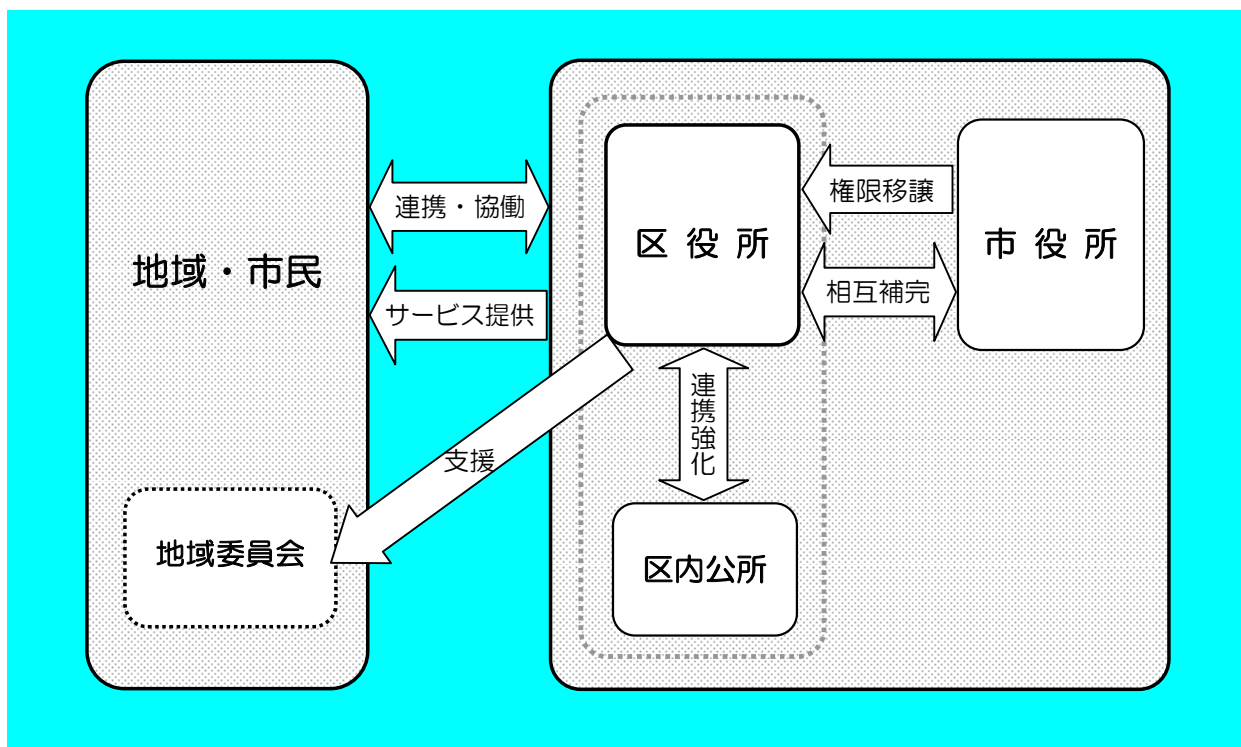 地域・市民
連携・協働
サービス提供
支援
地域委員会
区役所
権限移譲
相互補完
市役所
連携強化
区内公所